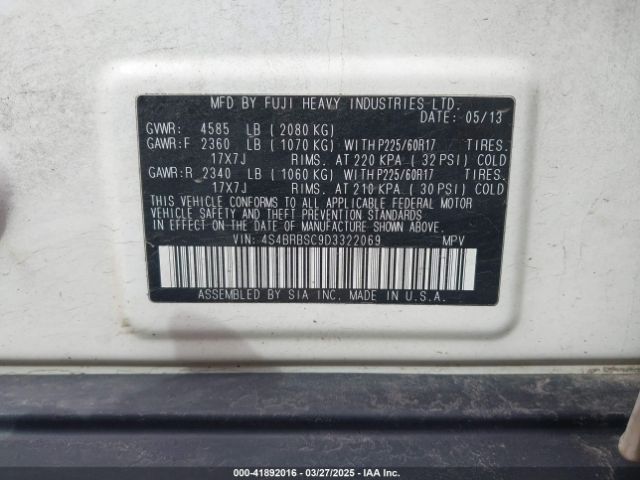 MFD BY FUJI HEAVY INDUSTRIES LTD.
DATE: 05/13
GVWR: 4585 LB ( 2080 KG)
GAWR:F 2360 LB ( 1070 KG) WITH P225/60R17 TIRES.
17X7J RIMS. AT 220 KPA ( 32 PSI) COLD
GAWR:R 2340 LB ( 1060 KG) WITH P225/60R17 TIRES.
17X7J RIMS. AT 210 KPA ( 30 PSI) COLD
THIS VEHICLE CONFORMS TO ALL APPLICABLE FEDERAL MOTOR
VEHICLE SAFETY AND THEFT PREVENTION STANDARDS
IN EFFECT ON THE DATE OF MANUFACTURE SHOWN ABOVE.
VIN: 4S4BRBSC9D3322069 MPV
ASSEMBLED BY SIA INC. MADE IN U.S.A.
000-41892016 - 03/27/2025 - IAA Inc.